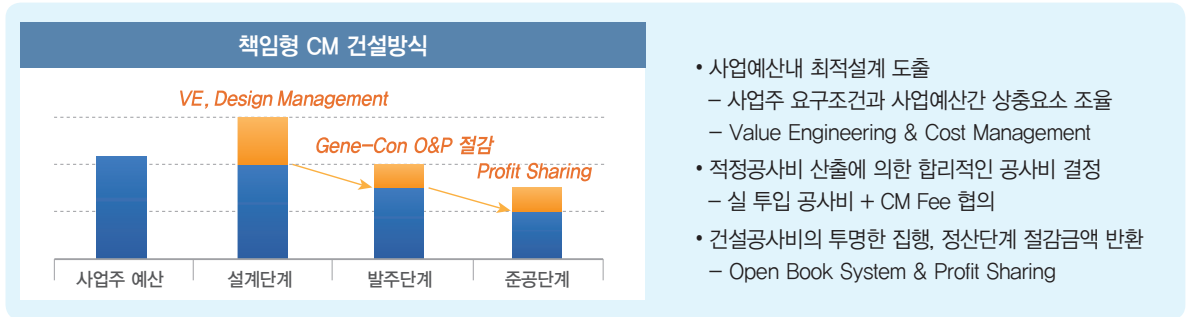 책임형 CM 건설방식
VE, Design Management
Gene-Con O&P 절감
Profit Sharing
사업주 예산
설계단계
발주단계
준공단계
• 사업예산내 최적설계 도출
– 사업주 요구조건과 사업예산간 상충요소 조율
– Value Engineering & Cost Management
• 적정공사비 산출에 의한 합리적인 공사비 결정
– 실 투입 공사비 + CM Fee 협의
• 건설공사비의 투명한 집행, 정산단계 절감금액 반환
– Open Book System & Profit Sharing